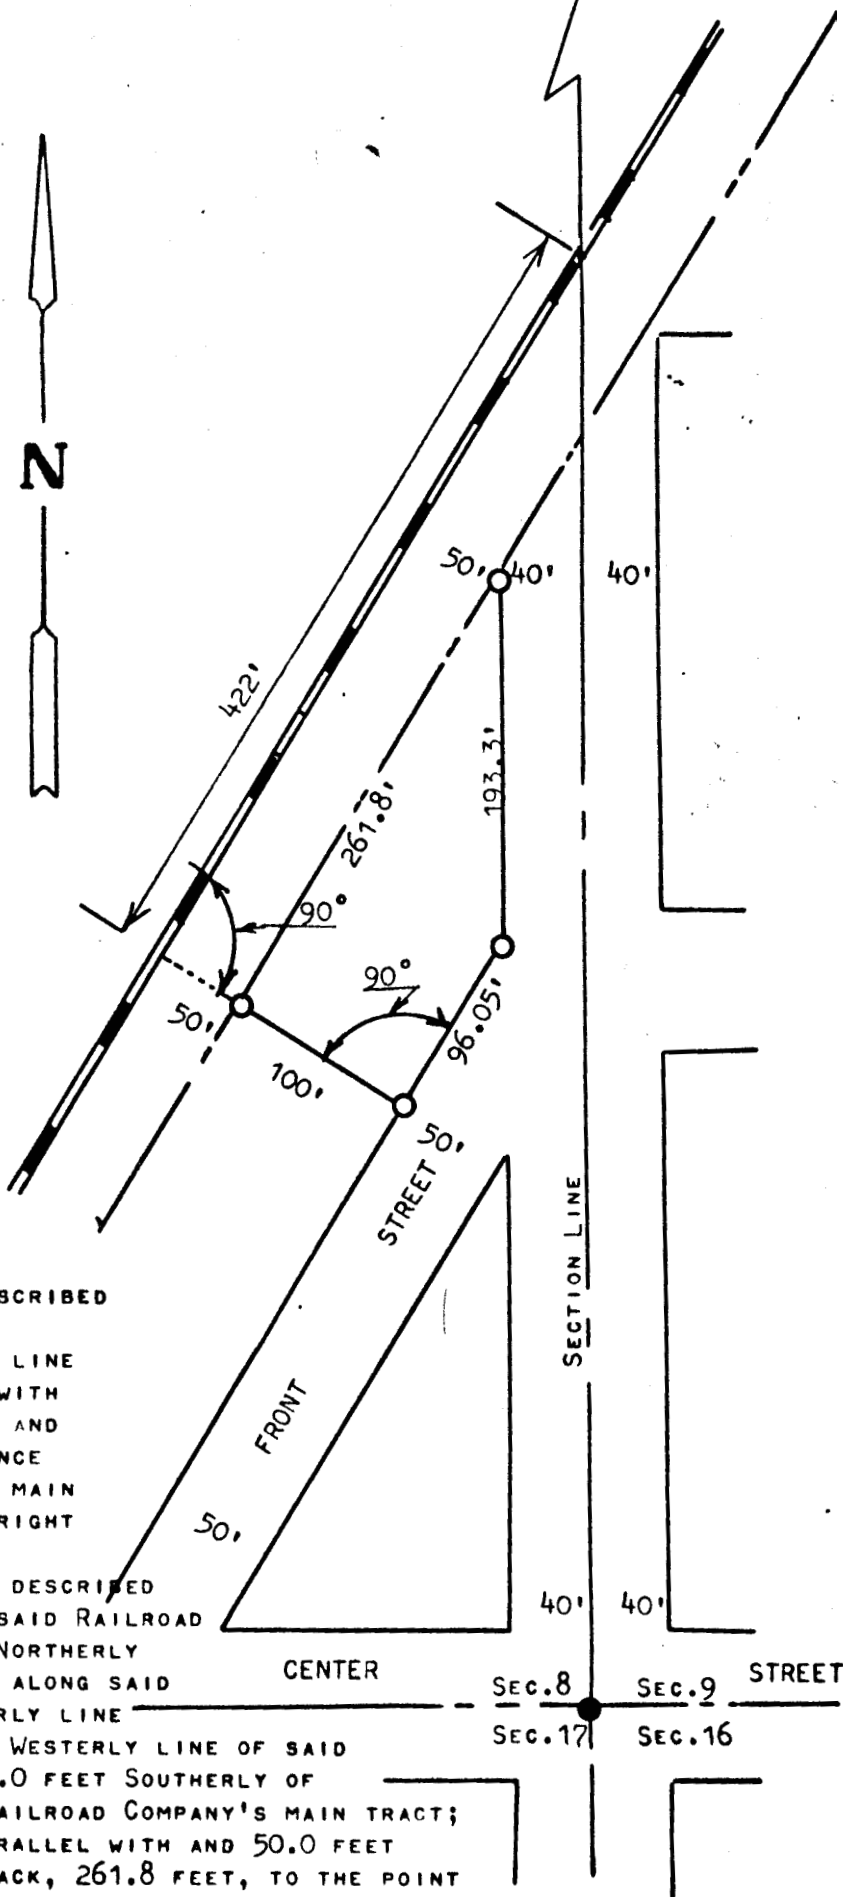 N
50' 40' 40'
422'
193.3'
261.8'
90°
90°
50'
96.05'
100'
50'
STREET
SECTION LINE
SCRIBED
LINE
WITH
AND
NCE
FRONT
MAIN
RIGHT
50'
DESCRIBED
SAID RAILROAD
40' 40'
NORTHERLY
ALONG SAID
CENTER STREET
SEC.8 SEC.9
RLY LINE
SEC.17 SEC.16
WESTERLY LINE OF SAID
.0 FEET SOUTHERLY OF
AILROAD COMPANY'S MAIN TRACT;
RALLEL WITH AND 50.0 FEET
ACK, 261.8 FEET, TO THE POINT